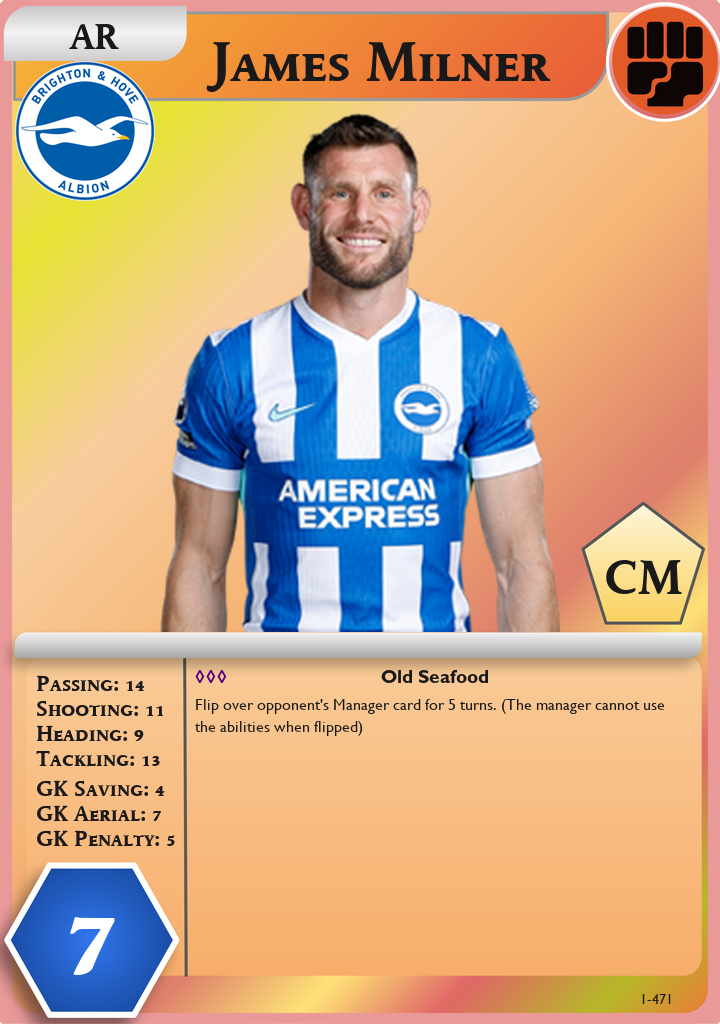 AR
James Milner
BRIGHTON & HOVE
ALBION
AMERICAN
EXPRESS
CM
Passing: 14
Shooting: 11
Heading: 9
Tackling: 13
GK Saving: 4
GK Aerial: 7
GK Penalty: 5
7
◊◊◊ Old Seafood
Flip over opponent's Manager card for 5 turns. (The manager cannot use
the abilities when flipped)
1-471